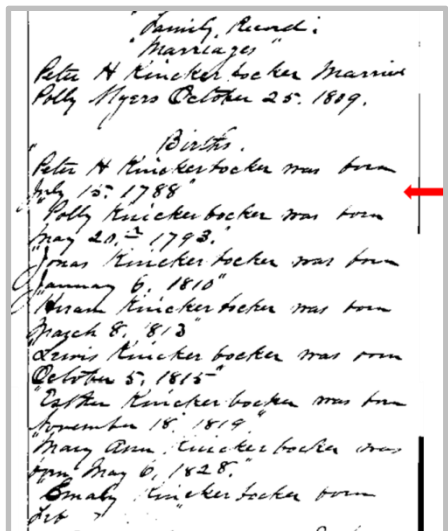 "Family Record:
"Marriages"
Peter H Knickerbocker Married
Polly Myers October 25. 1809.
Births.
Peter H Knickerbocker was born
July 15. 1788"
"Polly Knickerbocker was born
May 20. 1793."
"Jonas Knickerbocker was born
January 6, 1810"
"Hiram Knickerbocker was born
March 8, 1813"
"Lewis Knickerbocker was born
October 5, 1815"
"Esther Knickerbocker was born
November 18, 1819."
"Mary Ann Knickerbocker was
born May 6, 1828."
Emaly Knickerbocker born
Feb